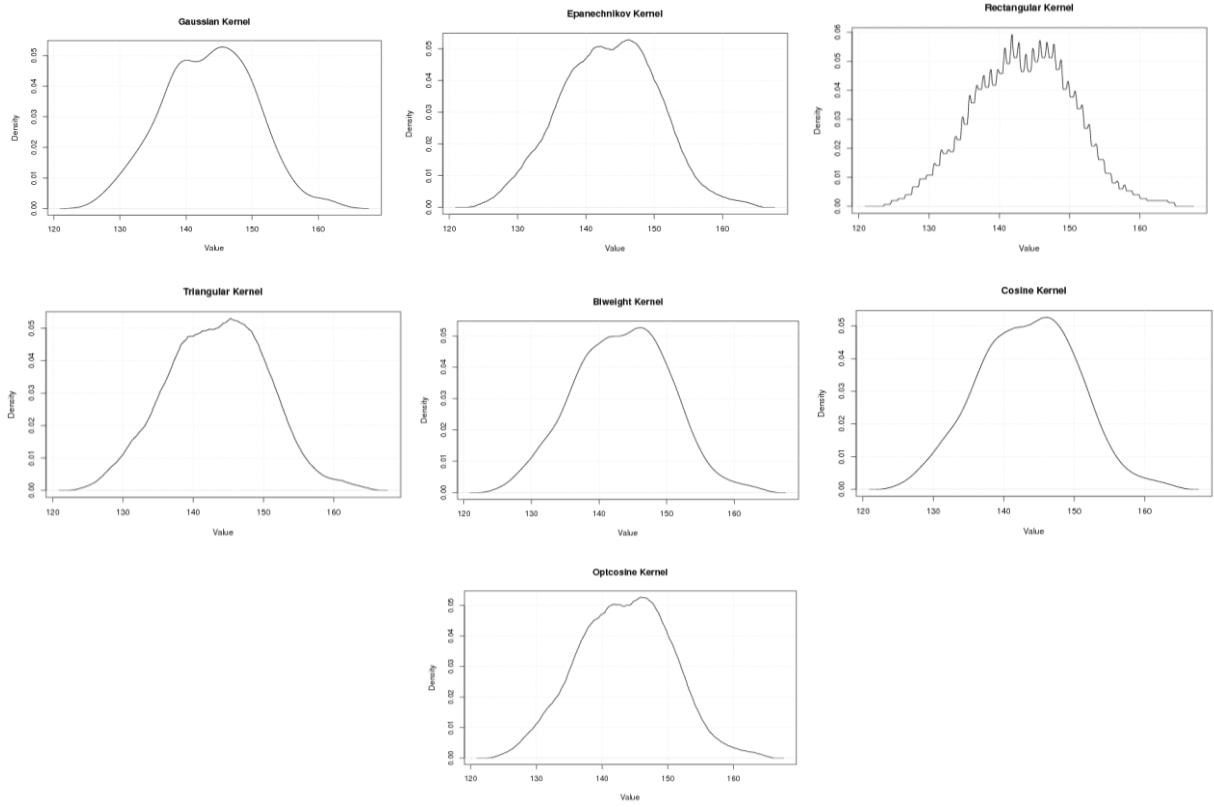 Gaussian Kernel
Density
0.00 0.01 0.02 0.03 0.04 0.05
120 130 140 150 160
Value
Epanechnikov Kernel
Density
0.00 0.01 0.02 0.03 0.04 0.05
120 130 140 150 160
Value
Rectangular Kernel
Density
0.00 0.01 0.02 0.03 0.04 0.05 0.06
120 130 140 150 160
Value
Triangular Kernel
Density
0.00 0.01 0.02 0.03 0.04 0.05
120 130 140 150 160
Value
Biweight Kernel
Density
0.00 0.01 0.02 0.03 0.04 0.05
120 130 140 150 160
Value
Cosine Kernel
Density
0.00 0.01 0.02 0.03 0.04 0.05
120 130 140 150 160
Value
Optcosine Kernel
Density
0.00 0.01 0.02 0.03 0.04 0.05
120 130 140 150 160
Value